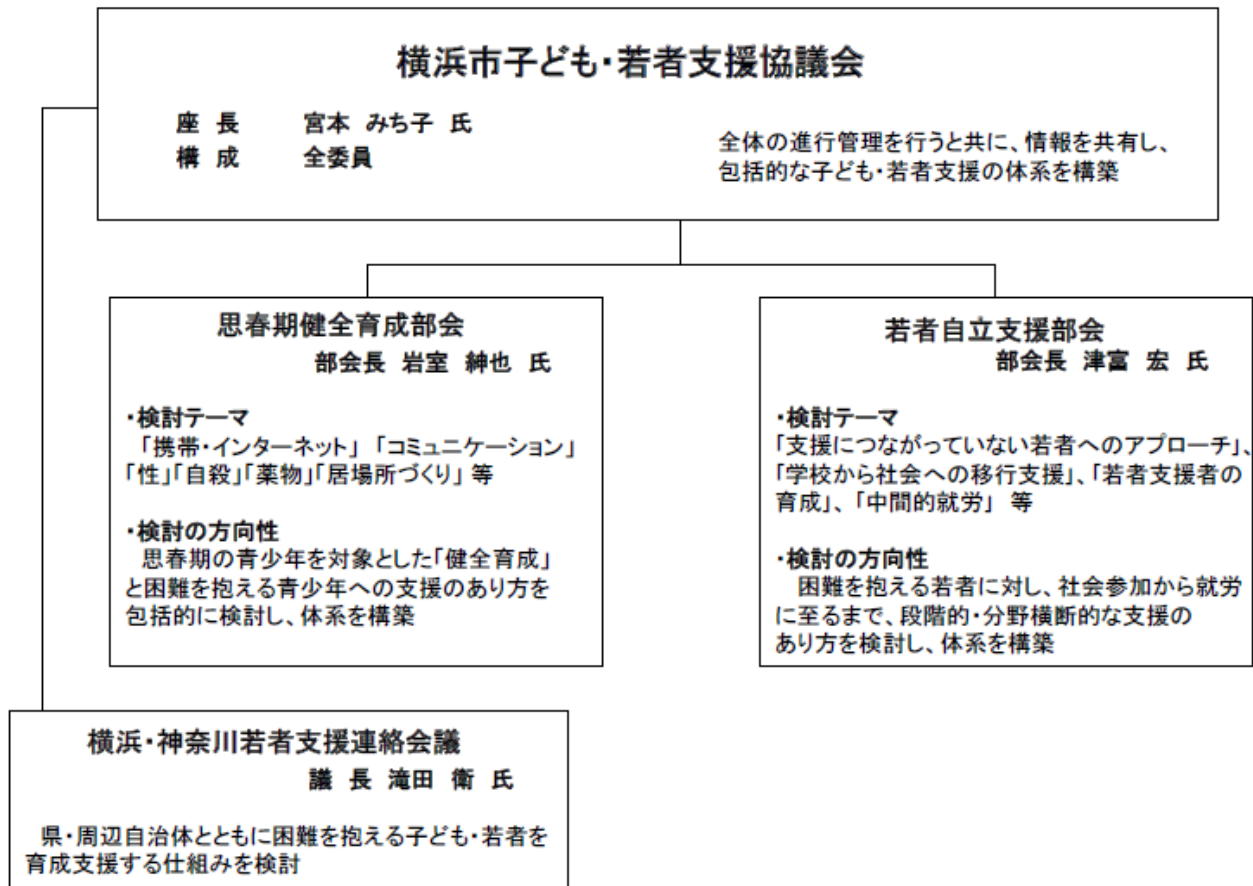 横浜市子ども・若者支援協議会
座 長 宮本 みち子 氏
構 成 全委員
全体の進行管理を行うと共に、情報を共有し、
包括的な子ども・若者支援の体系を構築
思春期健全育成部会
部会長 岩室 紳也 氏
・検討テーマ
「携帯・インターネット」 「コミュニケーション」
「性」「自殺」「薬物」「居場所づくり」 等
・検討の方向性
思春期の青少年を対象とした「健全育成」
と困難を抱える青少年への支援のあり方を
包括的に検討し、体系を構築
若者自立支援部会
部会長 津富 宏 氏
・検討テーマ
「支援につながっていない若者へのアプローチ」、
「学校から社会への移行支援」、「若者支援者の
育成」、「中間的就労」 等
・検討の方向性
困難を抱える若者に対し、社会参加から就労
に至るまで、段階的・分野横断的な支援の
あり方を検討し、体系を構築
横浜・神奈川若者支援連絡会議
議 長 滝田 衛 氏
県・周辺自治体とともに困難を抱える子ども・若者を
育成支援する仕組みを検討